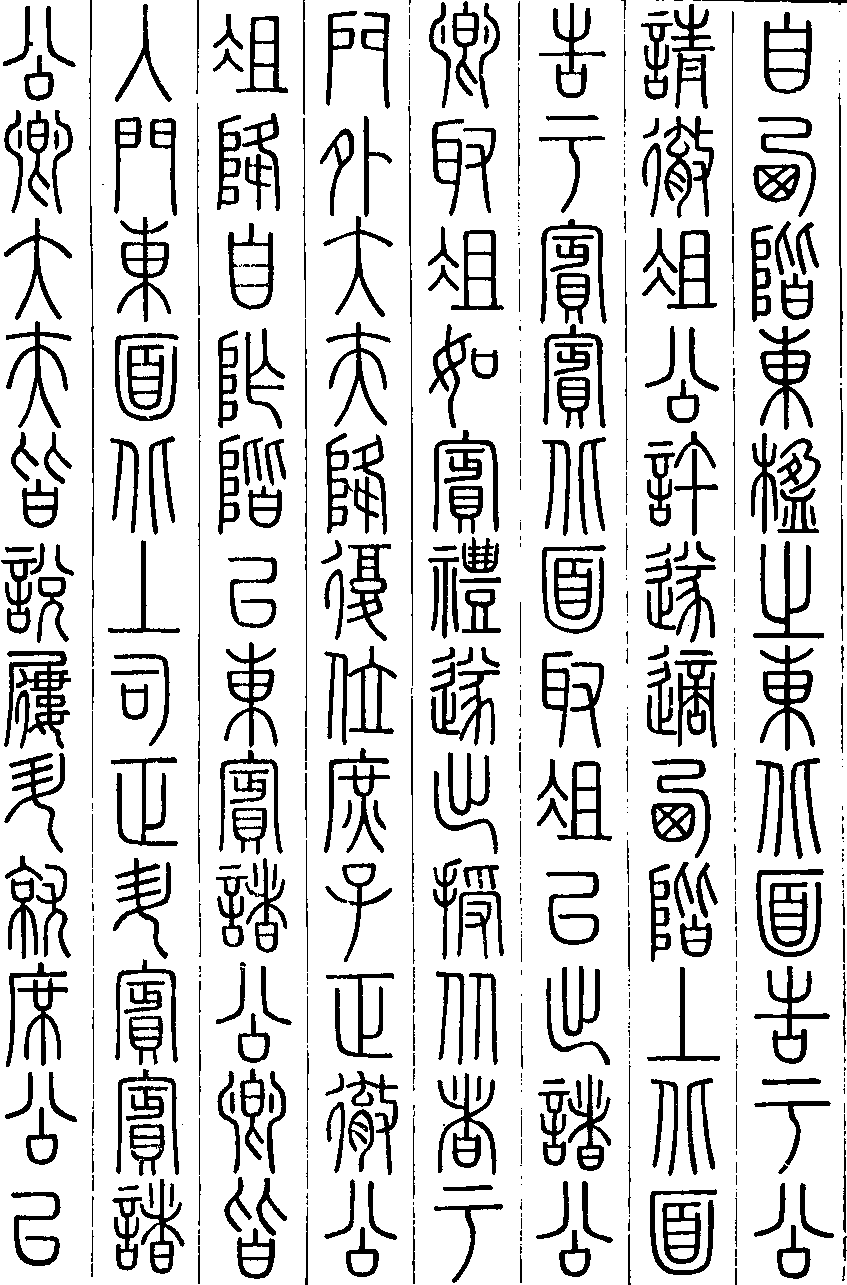 自西階東楹之東北面告于公
請徹俎公許遂適西階上北面
告于賓賓北面取俎以出諸公
卿取俎如賓禮遂出授从者于
門外大夫降復位庶子正徹公
俎降自阼階以東賓諸公卿皆
入門東面北上司正升賓賓諸
公卿大夫皆說屨升就席公以